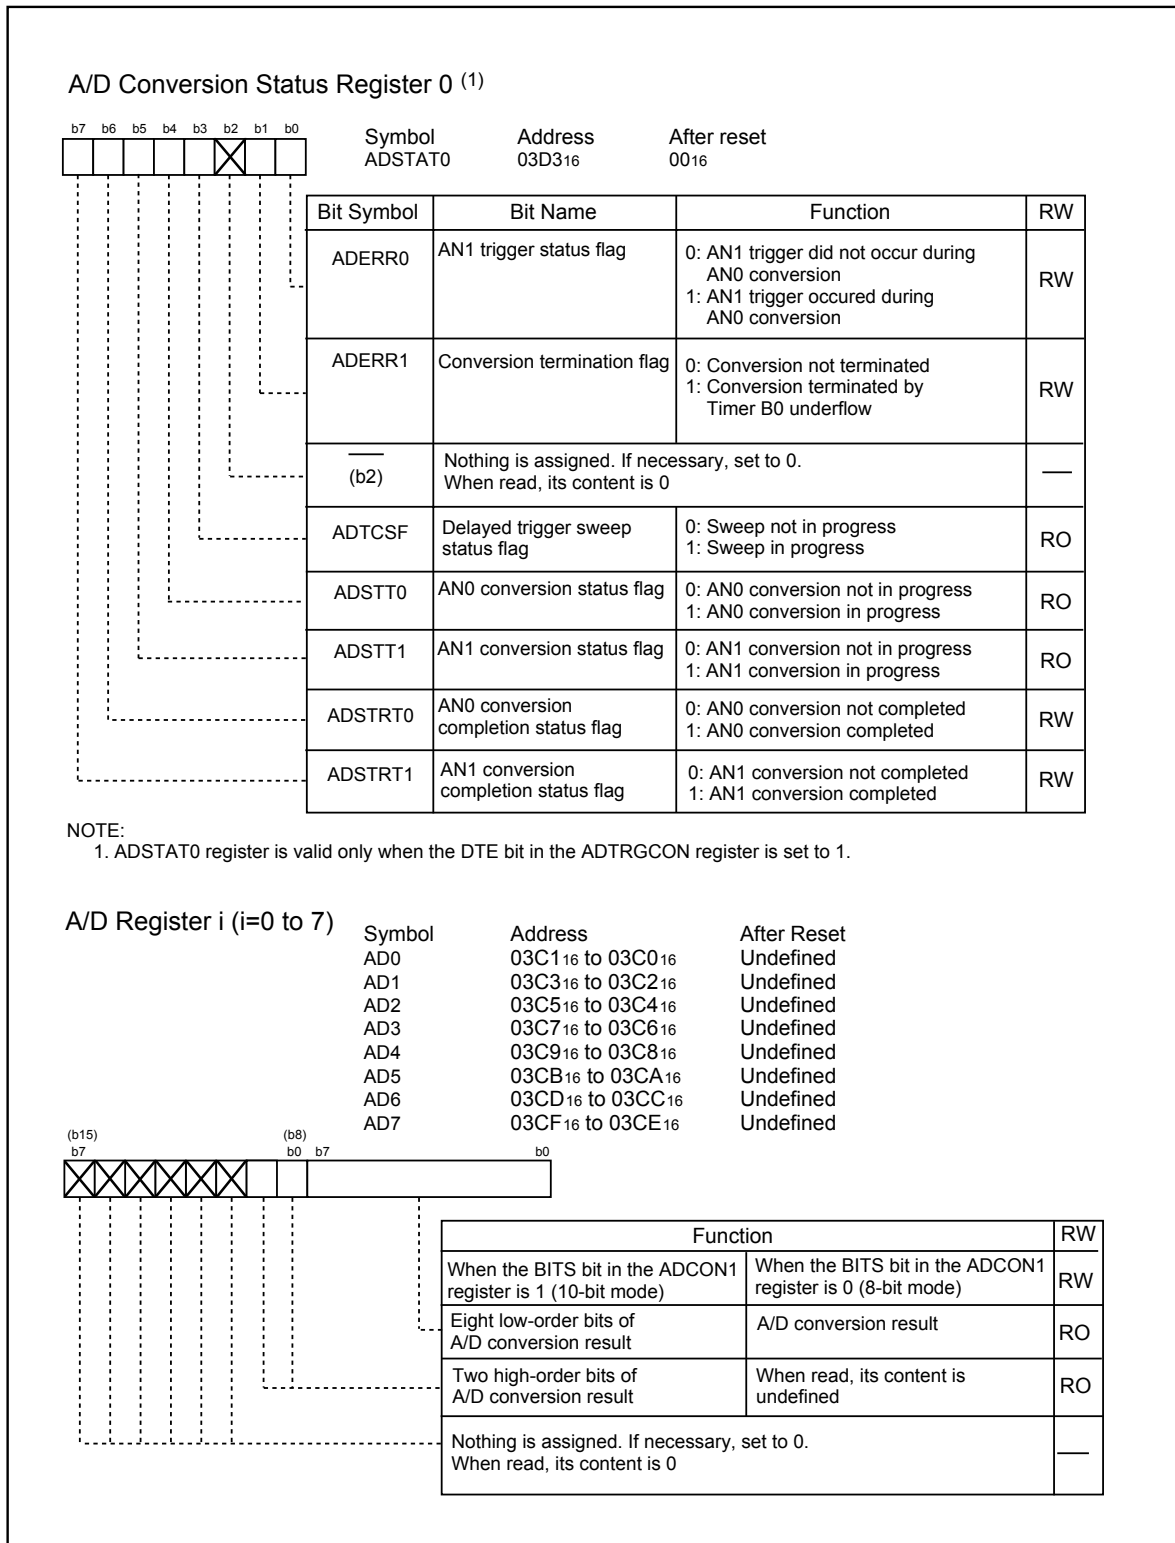 A/D Conversion Status Register 0 (1)
b7 b6 b5 b4 b3 b2 b1 b0
Symbol Address After reset
ADSTAT0 03D316 0016
Bit Symbol Bit Name Function RW
ADERR0 AN1 trigger status flag 0: AN1 trigger did not occur during
AN0 conversion
1: AN1 trigger occured during
AN0 conversion
RW
ADERR1 Conversion termination flag 0: Conversion not terminated
1: Conversion terminated by
Timer B0 underflow
RW
(b2) Nothing is assigned. If necessary, set to 0.
When read, its content is 0
ADTCSF Delayed trigger sweep
status flag
0: Sweep not in progress
1: Sweep in progress
RO
ADSTT0 AN0 conversion status flag 0: AN0 conversion not in progress
1: AN0 conversion in progress
RO
ADSTT1 AN1 conversion status flag 0: AN1 conversion not in progress
1: AN1 conversion in progress
RO
ADSTRT0 AN0 conversion
completion status flag
0: AN0 conversion not completed
1: AN0 conversion completed
RW
ADSTRT1 AN1 conversion
completion status flag
0: AN1 conversion not completed
1: AN1 conversion completed
RW
NOTE:
1. ADSTAT0 register is valid only when the DTE bit in the ADTRGCON register is set to 1.
A/D Register i (i=0 to 7)
Symbol Address After Reset
AD0 03C116 to 03C016 Undefined
AD1 03C316 to 03C216 Undefined
AD2 03C516 to 03C416 Undefined
AD3 03C716 to 03C616 Undefined
AD4 03C916 to 03C816 Undefined
AD5 03CB16 to 03CA16 Undefined
AD6 03CD16 to 03CC16 Undefined
AD7 03CF16 to 03CE16 Undefined
(b15) (b8)
b7 b0 b7 b0
Function RW
When the BITS bit in the ADCON1
register is 1 (10-bit mode)
When the BITS bit in the ADCON1
register is 0 (8-bit mode)
RW
Eight low-order bits of
A/D conversion result
A/D conversion result
RO
Two high-order bits of
A/D conversion result
When read, its content is
undefined
RO
Nothing is assigned. If necessary, set to 0.
When read, its content is 0